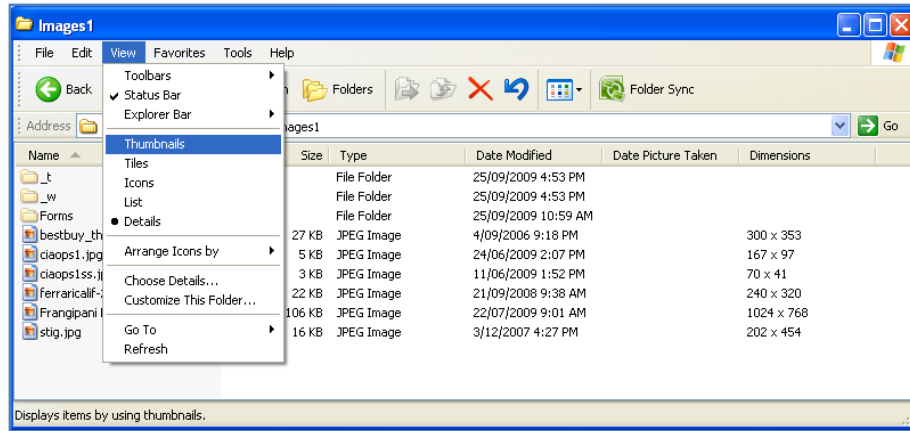 Images1
File Edit View Favorites Tools Help
Back Folders Folder Sync
Address ages1 Go
Toolbars
Status Bar
Explorer Bar
Thumbnails
Tiles
Icons
List
Details
Arrange Icons by
Choose Details...
Customize This Folder...
Go To
Refresh
Name Size Type Date Modified Date Picture Taken Dimensions
_t File Folder 25/09/2009 4:53 PM
_w File Folder 25/09/2009 4:53 PM
Forms File Folder 25/09/2009 10:59 AM
bestbuy_th 27 KB JPEG Image 4/09/2006 9:18 PM 300 x 353
ciaops1.jpg 5 KB JPEG Image 24/06/2009 2:07 PM 167 x 97
ciaops1ss.j 3 KB JPEG Image 11/06/2009 1:52 PM 70 x 41
ferraricalif- 22 KB JPEG Image 21/09/2008 9:38 AM 240 x 320
Frangipani 106 KB JPEG Image 22/07/2009 9:01 AM 1024 x 768
stig.jpg 16 KB JPEG Image 3/12/2007 4:27 PM 202 x 454
Displays items by using thumbnails.